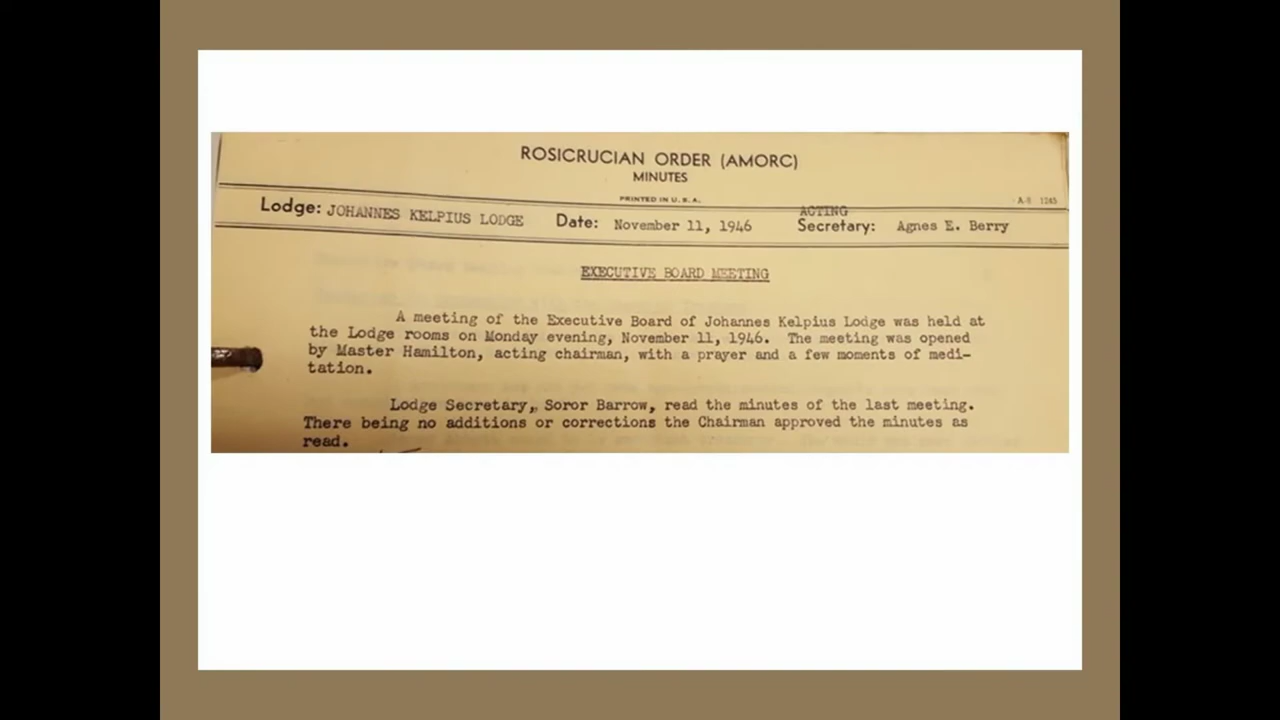 ROSICRUCIAN ORDER (AMORC)
MINUTES
PRINTED IN U.S.A.
A-8 1245
ACTING
Lodge: JOHANNES KELPIUS LODGE Date: November 11, 1946 Secretary: Agnes E. Berry
EXECUTIVE BOARD MEETING
A meeting of the Executive Board of Johannes Kelpius Lodge was held at
the Lodge rooms on Monday evening, November 11, 1946. The meeting was opened
by Master Hamilton, acting chairman, with a prayer and a few moments of medi-
tation.
Lodge Secretary, Soror Barrow, read the minutes of the last meeting.
There being no additions or corrections the Chairman approved the minutes as
read.